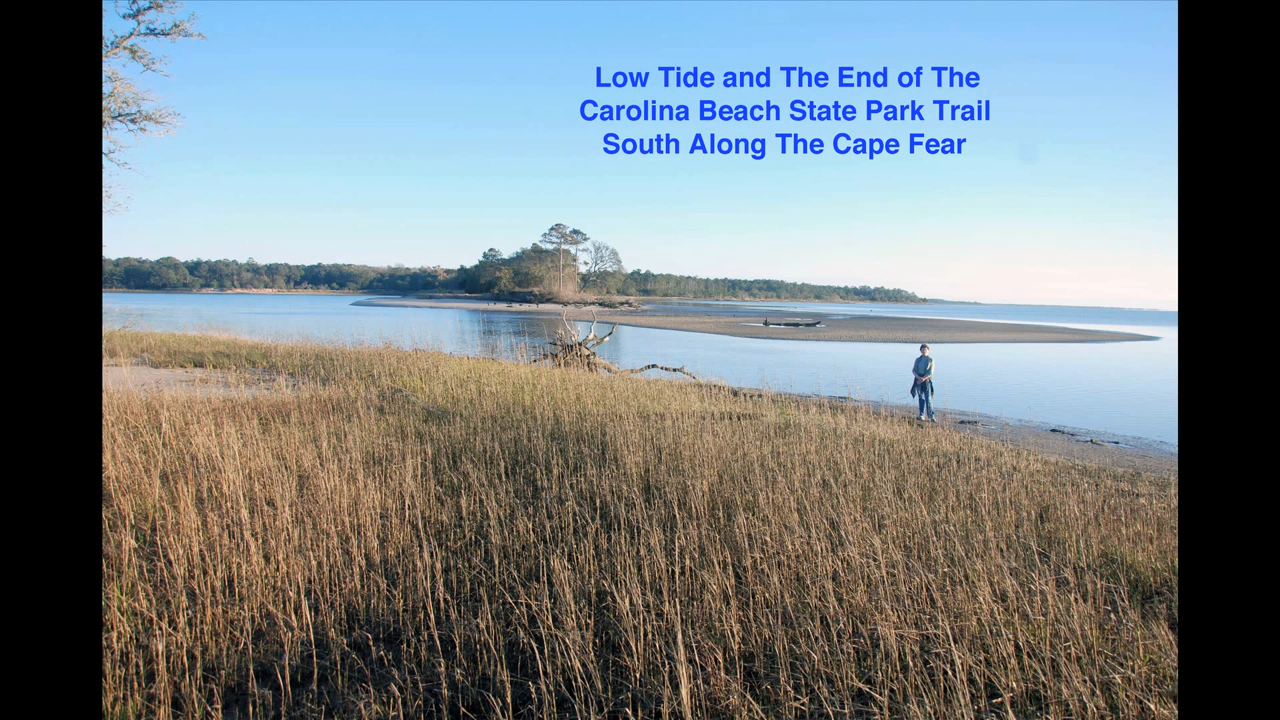 Low Tide and The End of The
Carolina Beach State Park Trail
South Along The Cape Fear